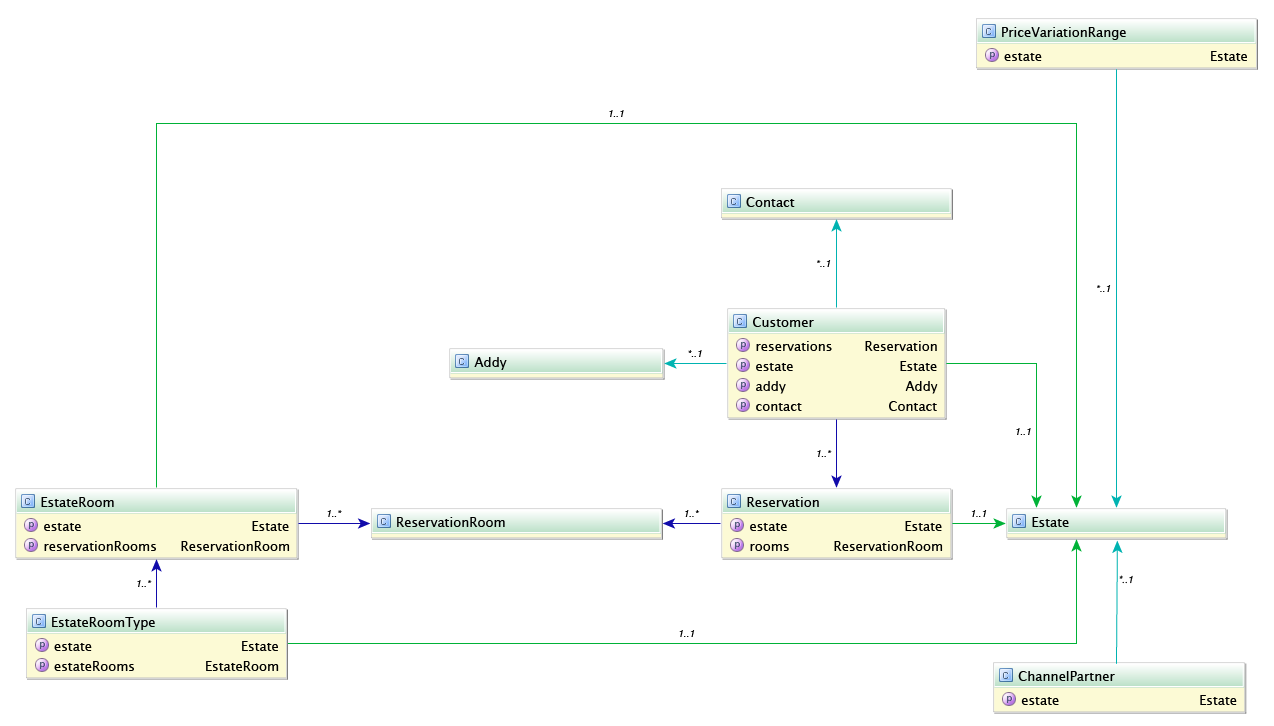 PriceVariationRange
estate Estate
1..1
Contact
*..1
*..1
Customer
reservations Reservation
estate Estate
addy Addy
contact Contact
Addy
*..1
1..1
1..*
EstateRoom
estate Estate
reservationRooms ReservationRoom
1..*
ReservationRoom
1..*
Reservation
estate Estate
rooms ReservationRoom
1..1
Estate
1..*
*..1
EstateRoomType
estate Estate
estateRooms EstateRoom
1..1
ChannelPartner
estate Estate